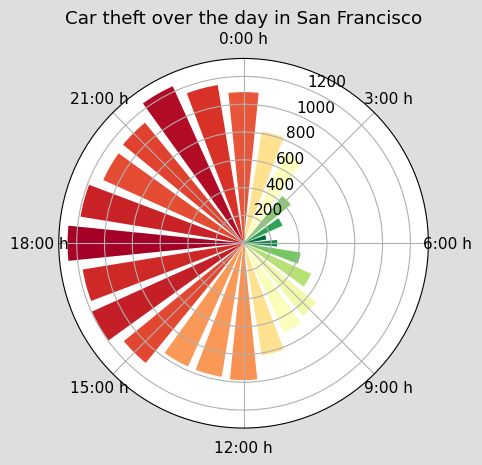 Car theft over the day in San Francisco
0:00 h
21:00 h
3:00 h
1200
1000
800
600
400
200
18:00 h
6:00 h
15:00 h
9:00 h
12:00 h